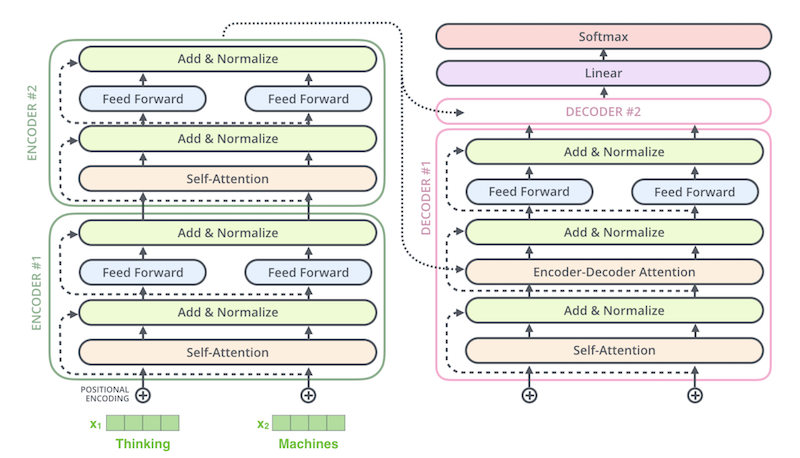 Add & Normalize
Feed Forward
Feed Forward
Add & Normalize
Self-Attention
ENCODER #2
Add & Normalize
Feed Forward
Feed Forward
Add & Normalize
Self-Attention
ENCODER #1
POSITIONAL
ENCODING
x₁
x₂
Thinking
Machines
Softmax
Linear
DECODER #2
Add & Normalize
Feed Forward
Feed Forward
Add & Normalize
Encoder-Decoder Attention
Add & Normalize
Self-Attention
DECODER #1